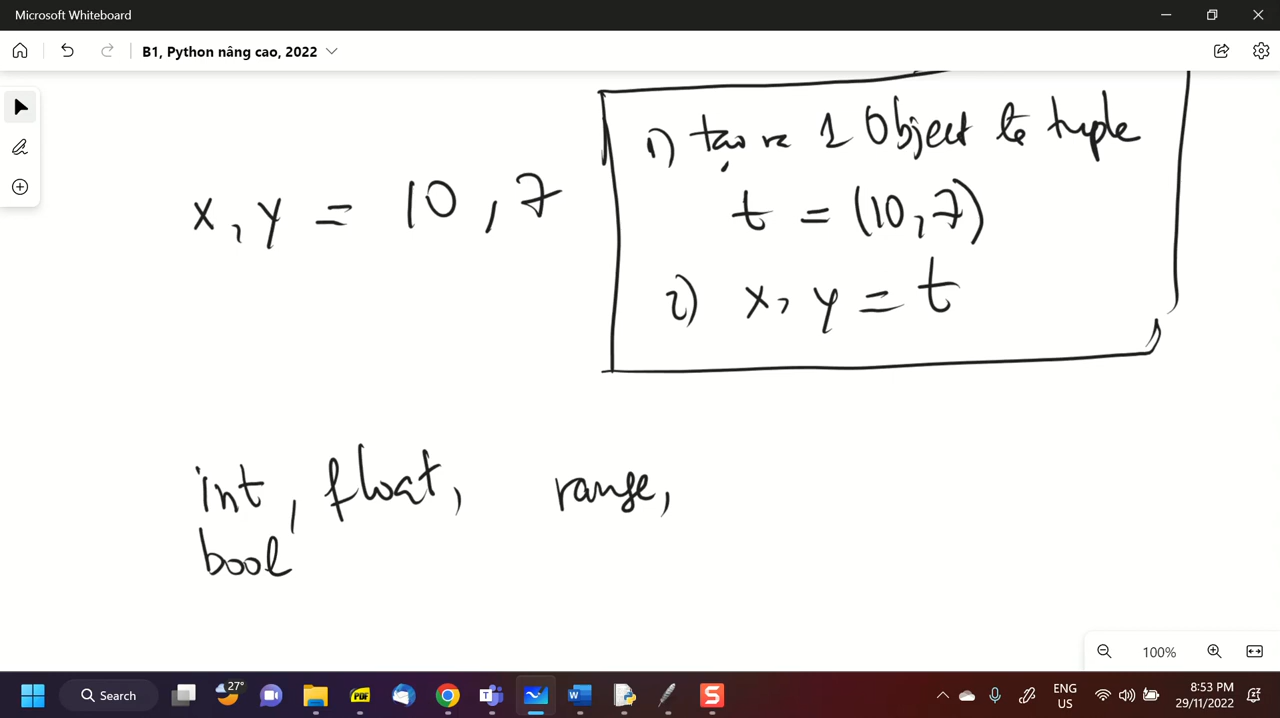 Microsoft Whiteboard
B1, Python nâng cao, 2022
x, y = 10, 7
1) tạo ra 1 Object là tuple
t = (10, 7)
2) x, y = t
int, float, range,
bool
100%
27°
Search
PDF
W
S
ENG
US
8:53 PM
29/11/2022